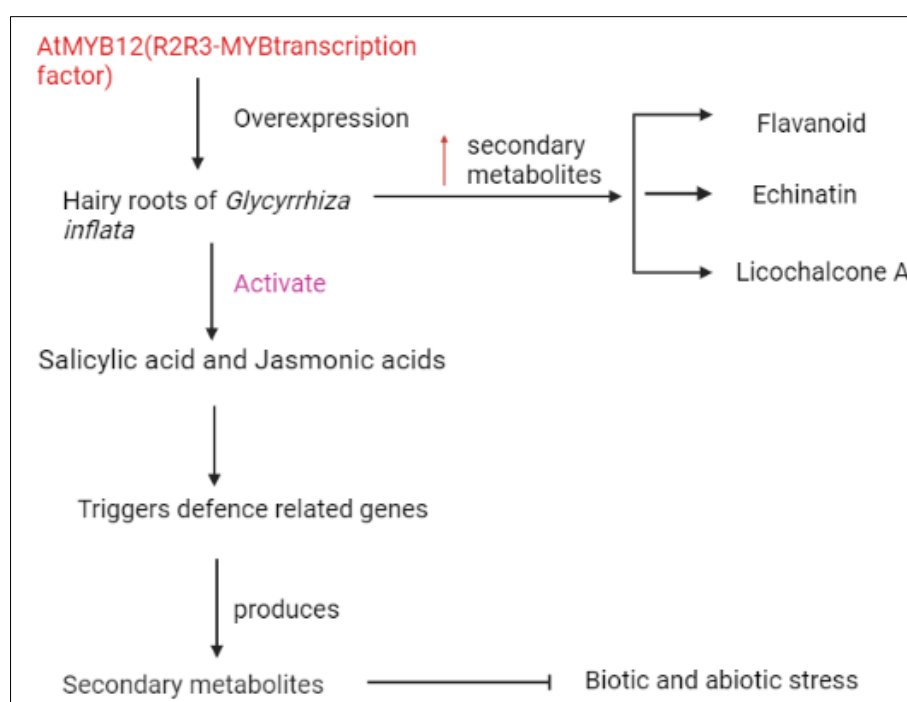 AtMYB12(R2R3-MYBtranscription
factor)
Overexpression
secondary
metabolites
Flavanoid
Echinatin
Licochalcone A
Hairy roots of Glycyrrhiza
inflata
Activate
Salicylic acid and Jasmonic acids
Triggers defence related genes
produces
Secondary metabolites
Biotic and abiotic stress